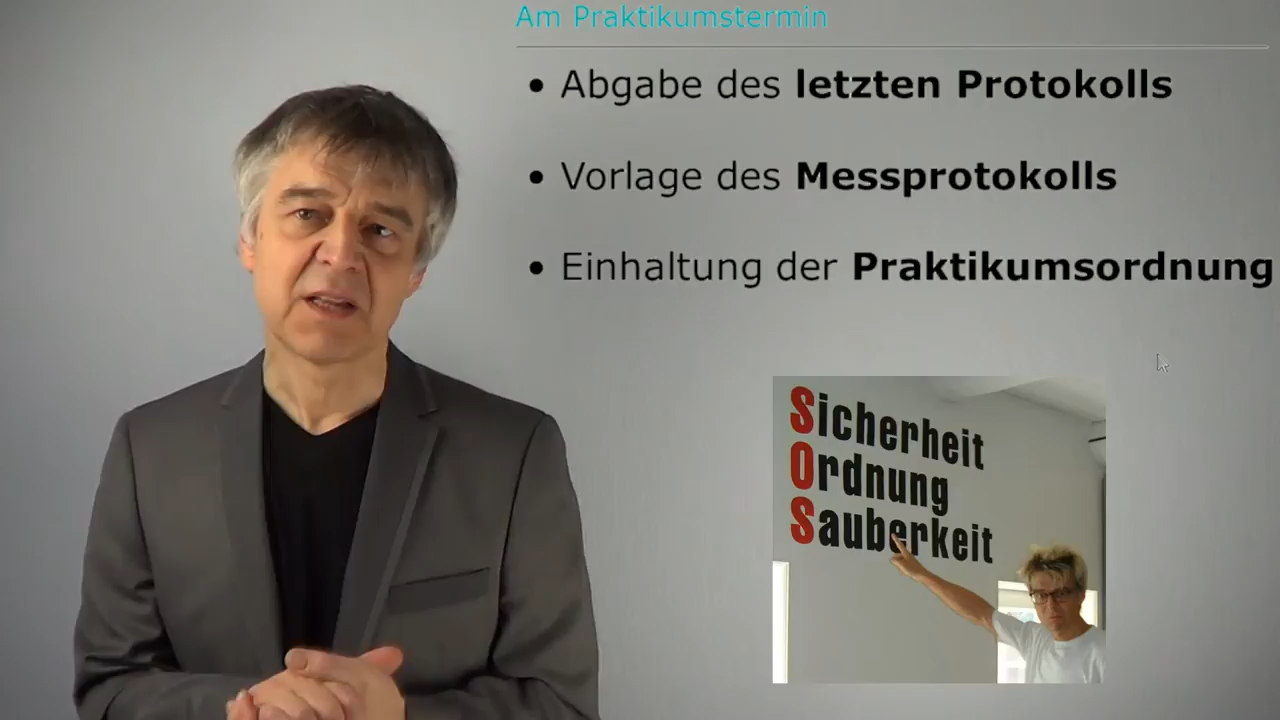 Am Praktikumstermin
• Abgabe des letzten Protokolls
• Vorlage des Messprotokolls
• Einhaltung der Praktikumsordnung
Sicherheit
Ordnung
Sauberkeit